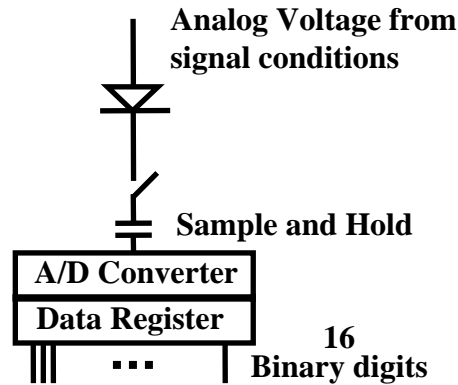 Analog Voltage from
signal conditions
Sample and Hold
A/D Converter
Data Register
16
Binary digits